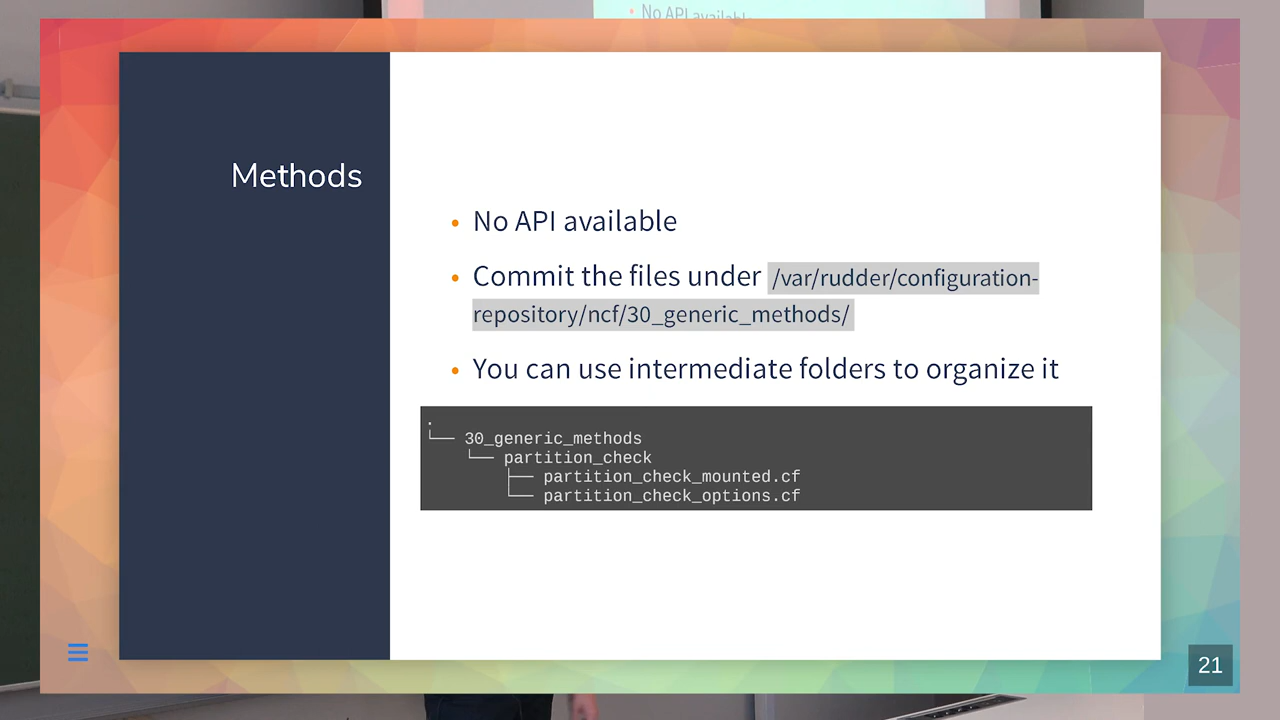 • No API available
Methods
• No API available
• Commit the files under /var/rudder/configuration-
repository/ncf/30_generic_methods/
• You can use intermediate folders to organize it
.
└── 30_generic_methods
    └── partition_check
        ├── partition_check_mounted.cf
        └── partition_check_options.cf
21